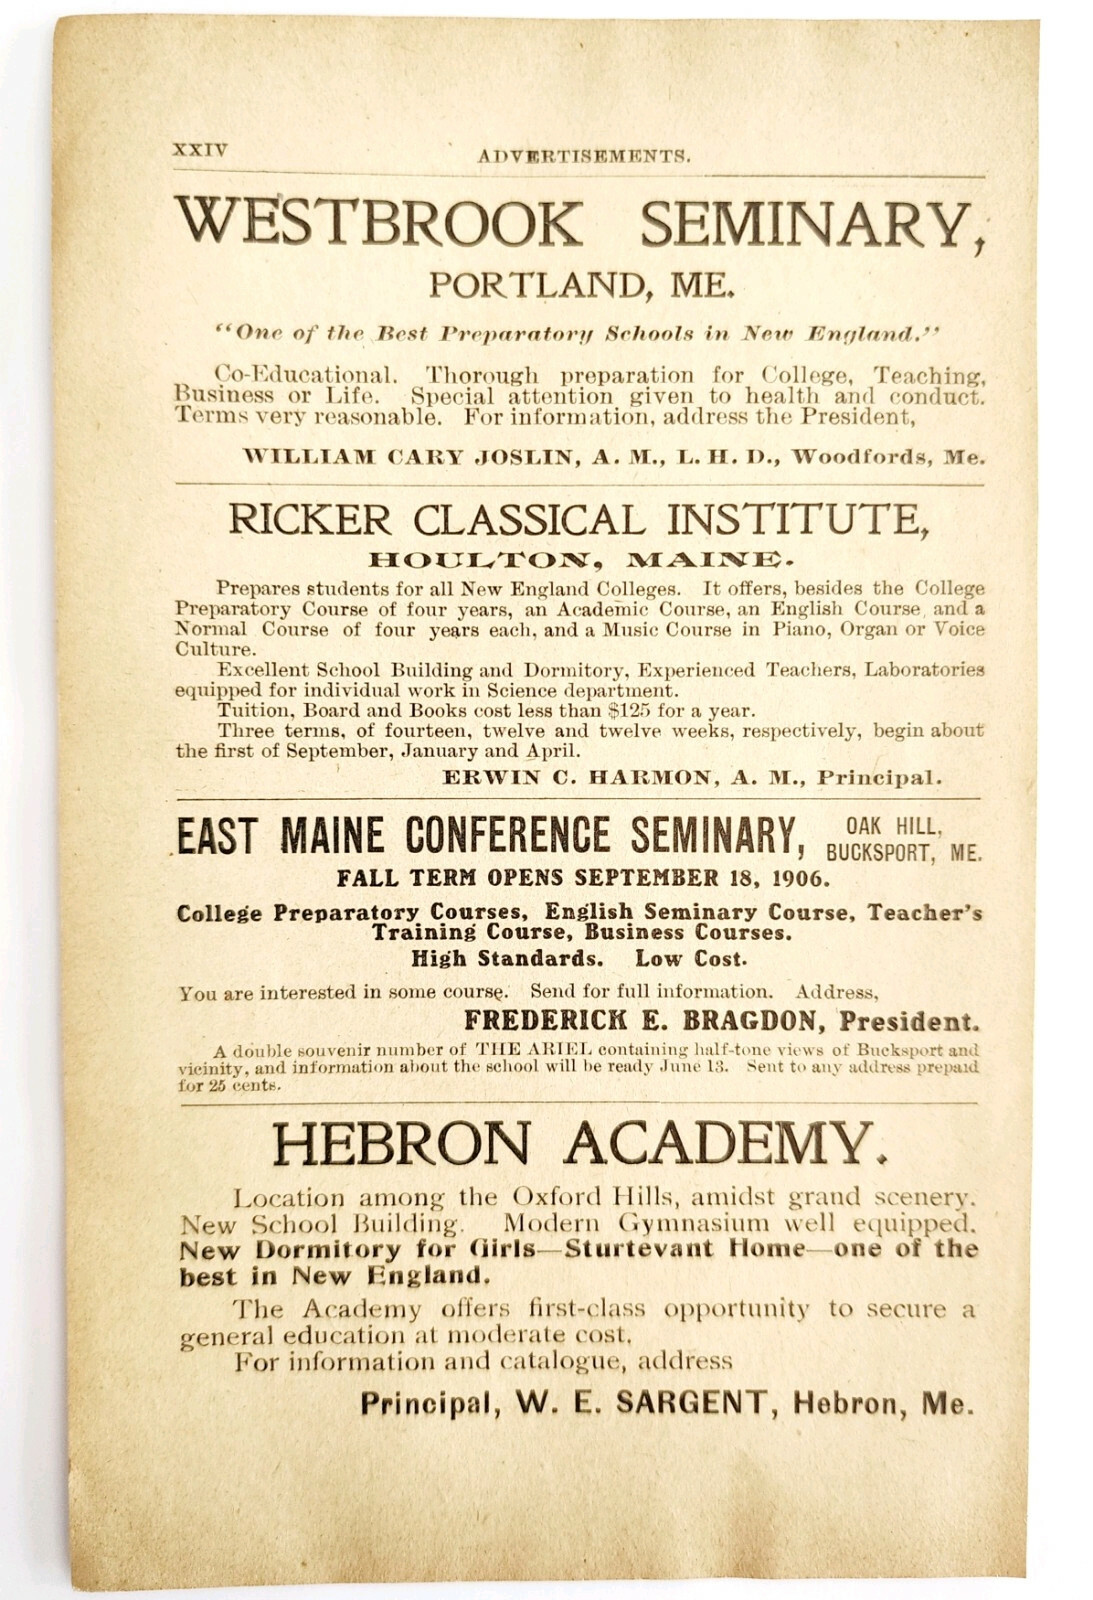 XXIV
ADVERTISEMENTS.
WESTBROOK SEMINARY,
PORTLAND, ME.
"One of the Best Preparatory Schools in New England."
Co-Educational. Thorough preparation for College, Teaching,
Business or Life. Special attention given to health and conduct.
Terms very reasonable. For information, address the President,
WILLIAM CARY JOSLIN, A. M., L. H. D., Woodfords, Me.
RICKER CLASSICAL INSTITUTE,
HOULTON, MAINE.
Prepares students for all New England Colleges. It offers, besides the College
Preparatory Course of four years, an Academic Course, an English Course and a
Normal Course of four years each, and a Music Course in Piano, Organ or Voice
Culture.
Excellent School Building and Dormitory, Experienced Teachers, Laboratories
equipped for individual work in Science department.
Tuition, Board and Books cost less than $125 for a year.
Three terms, of fourteen, twelve and twelve weeks, respectively, begin about
the first of September, January and April.
ERWIN C. HARMON, A. M., Principal.
EAST MAINE CONFERENCE SEMINARY, OAK HILL,
BUCKSPORT, ME.
FALL TERM OPENS SEPTEMBER 18, 1906.
College Preparatory Courses, English Seminary Course, Teacher's
Training Course, Business Courses.
High Standards. Low Cost.
You are interested in some course. Send for full information. Address,
FREDERICK E. BRAGDON, President.
A double souvenir number of THE ARIEL containing half-tone views of Bucksport and
vicinity, and information about the school will be ready June 13. Sent to any address prepaid
for 25 cents.
HEBRON ACADEMY.
Location among the Oxford Hills, amidst grand scenery.
New School Building. Modern Gymnasium well equipped.
New Dormitory for Girls—Sturtevant Home—one of the
best in New England.
The Academy offers first-class opportunity to secure a
general education at moderate cost.
For information and catalogue, address
Principal, W. E. SARGENT, Hebron, Me.